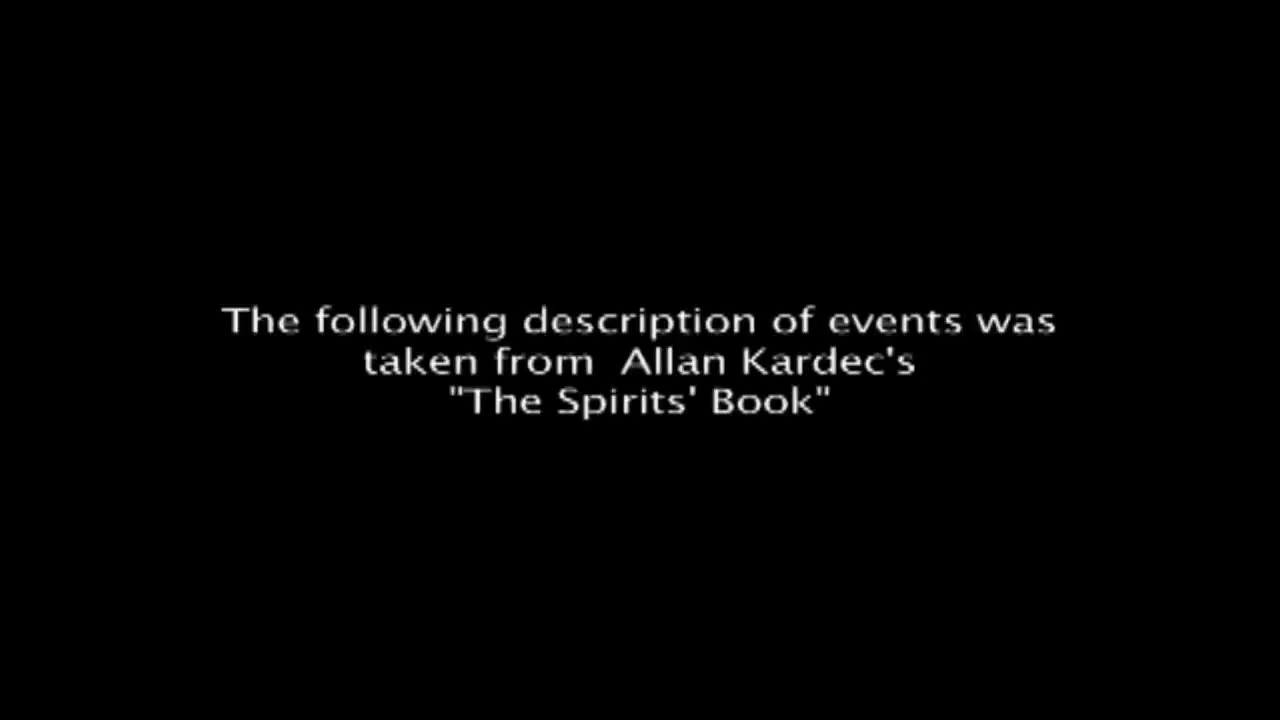 The following description of events was
taken from  Allan Kardec's
"The Spirits' Book"